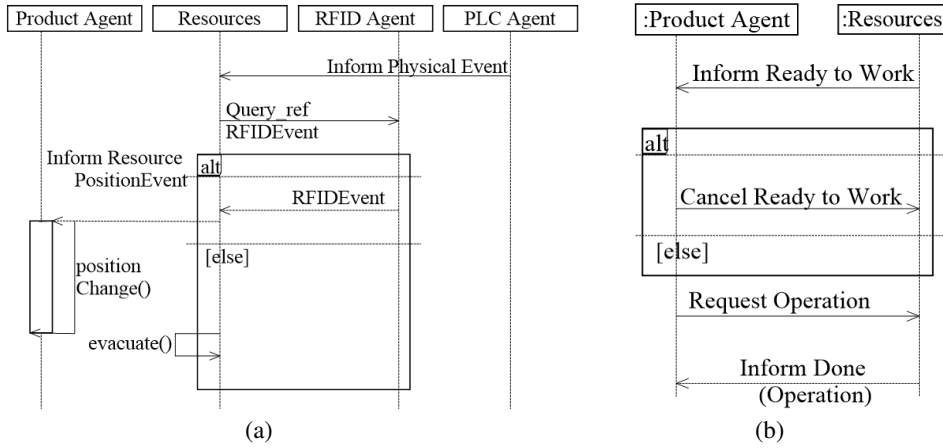 Product Agent
Resources
RFID Agent
PLC Agent
Inform Physical Event
Query_ref
RFIDEvent
alt
Inform Resource
PositionEvent
RFIDEvent
[else]
position
Change()
evacuate()
(a)
:Product Agent
:Resources
Inform Ready to Work
alt
Cancel Ready to Work
[else]
Request Operation
Inform Done
(Operation)
(b)